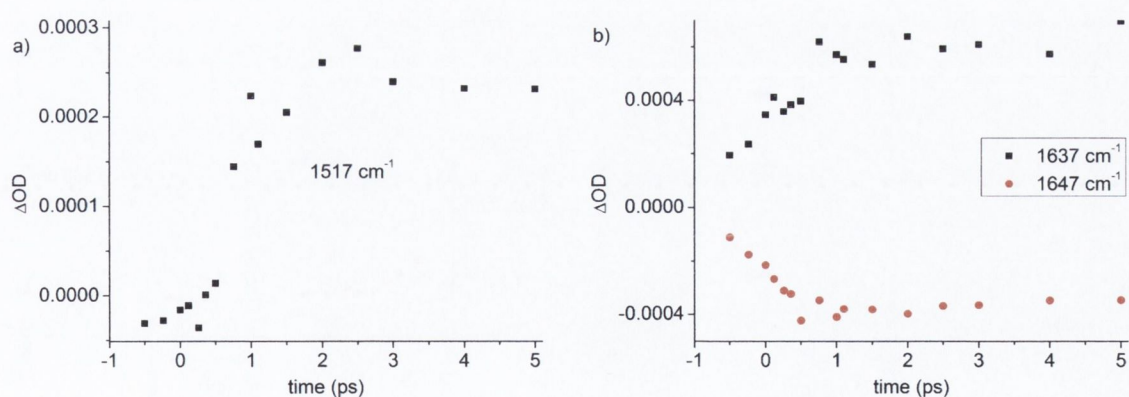 a)
0.0003
0.0002
0.0001
0.0000
ΔOD
1517 cm-1
-1 0 1 2 3 4 5
time (ps)
b)
0.0004
0.0000
-0.0004
ΔOD
1637 cm-1
1647 cm-1
-1 0 1 2 3 4 5
time (ps)